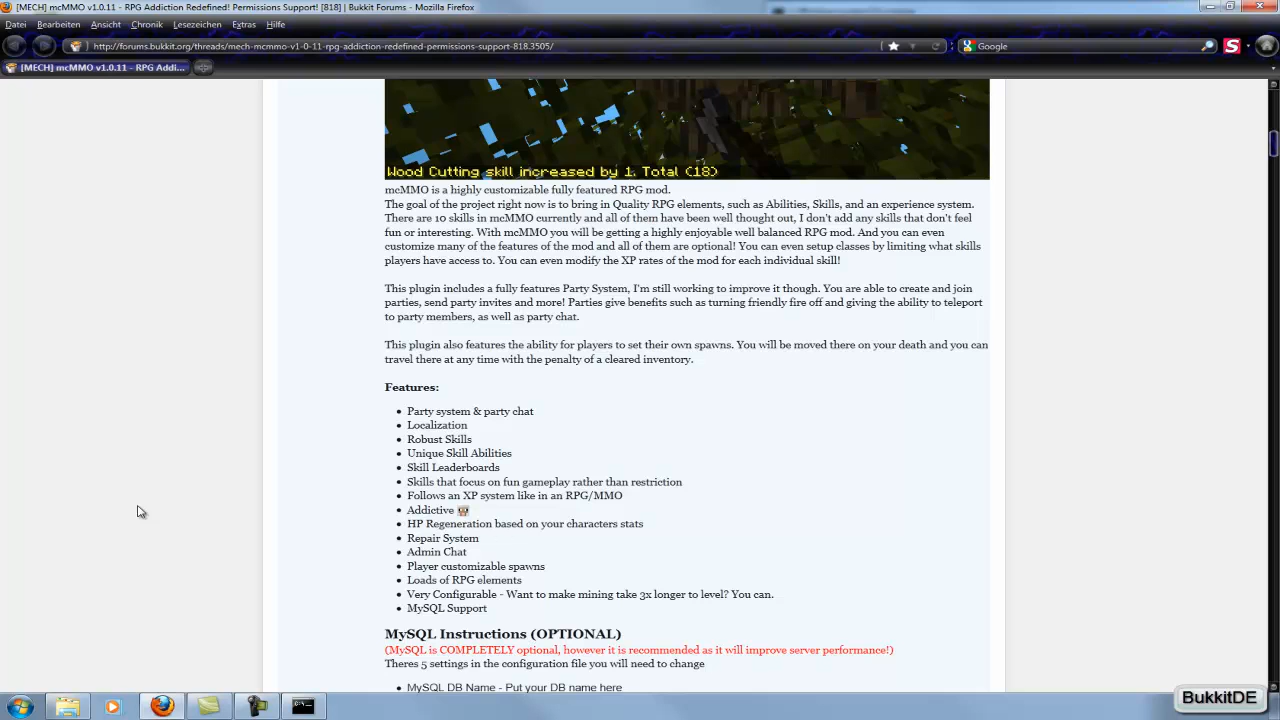 [MECH] mcMMO v1.0.11 - RPG Addiction Redefined! Permissions Support! [818] | Bukkit Forums - Mozilla Firefox
Datei Bearbeiten Ansicht Chronik Lesezeichen Extras Hilfe
http://forums.bukkit.org/threads/mech-mcmmo-v1-0-11-rpg-addiction-redefined-permissions-support-818.3505/
Google
S
[MECH] mcMMO v1.0.11 - RPG Addi...
Wood Cutting skill increased by 1. Total (18)
mcMMO is a highly customizable fully featured RPG mod.
The goal of the project right now is to bring in Quality RPG elements, such as Abilities, Skills, and an experience system.
There are 10 skills in mcMMO currently and all of them have been well thought out, I don't add any skills that don't feel
fun or interesting. With mcMMO you will be getting a highly enjoyable well balanced RPG mod. And you can even
customize many of the features of the mod and all of them are optional! You can even setup classes by limiting what skills
players have access to. You can even modify the XP rates of the mod for each individual skill!
This plugin includes a fully features Party System, I'm still working to improve it though. You are able to create and join
parties, send party invites and more! Parties give benefits such as turning friendly fire off and giving the ability to teleport
to party members, as well as party chat.
This plugin also features the ability for players to set their own spawns. You will be moved there on your death and you can
travel there at any time with the penalty of a cleared inventory.
Features:
Party system & party chat
Localization
Robust Skills
Unique Skill Abilities
Skill Leaderboards
Skills that focus on fun gameplay rather than restriction
Follows an XP system like in an RPG/MMO
Addictive
HP Regeneration based on your characters stats
Repair System
Admin Chat
Player customizable spawns
Loads of RPG elements
Very Configurable - Want to make mining take 3x longer to level? You can.
MySQL Support
MySQL Instructions (OPTIONAL)
(MySQL is COMPLETELY optional, however it is recommended as it will improve server performance!)
Theres 5 settings in the configuration file you will need to change
MySQL DB Name - Put your DB name here
BukkitDE